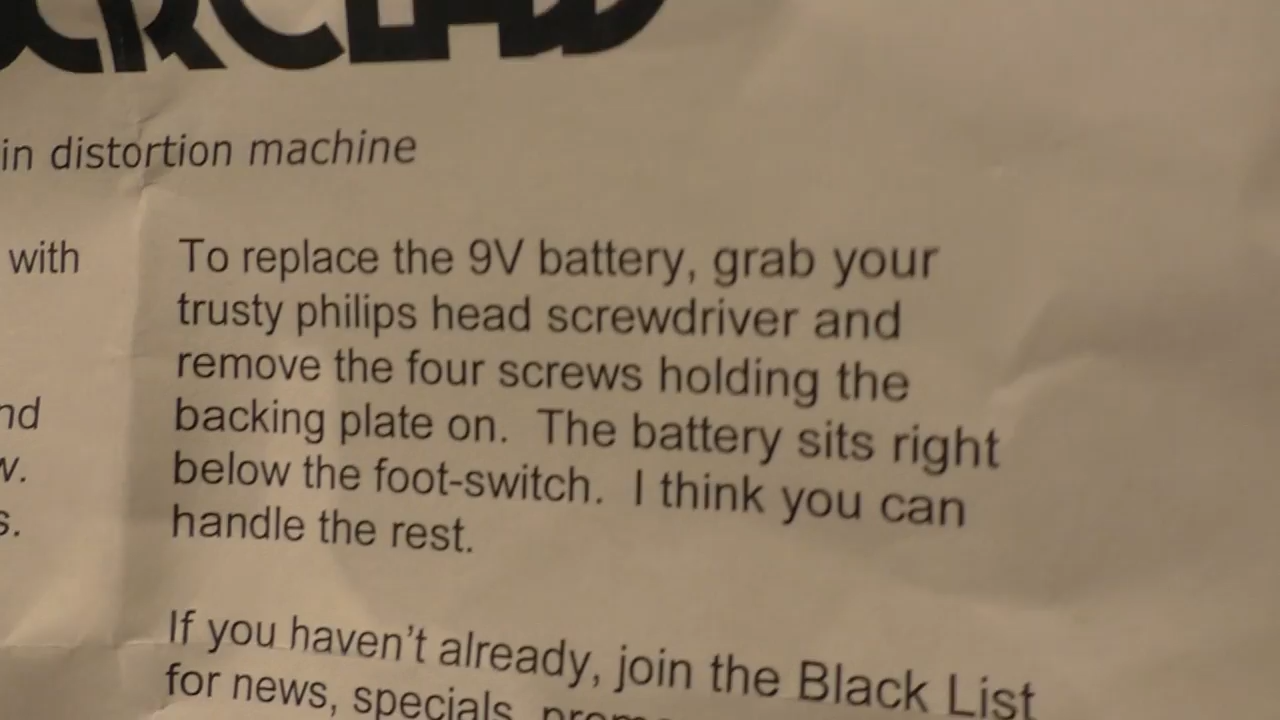 in distortion machine
with
nd
w.
s.
To replace the 9V battery, grab your
trusty philips head screwdriver and
remove the four screws holding the
backing plate on.  The battery sits right
below the foot-switch.  I think you can
handle the rest.
If you haven't already, join the Black List
for news, specials,